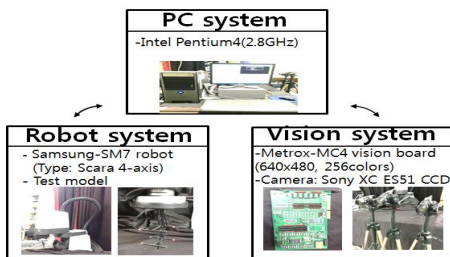 PC system
-Intel Pentium4(2.8GHz)
Robot system
- Samsung-SM7 robot
(Type: Scara 4-axis)
- Test model
Vision system
-Metrox-MC4 vision board
(640x480, 256colors)
-Camera: Sony XC ES51 CCD